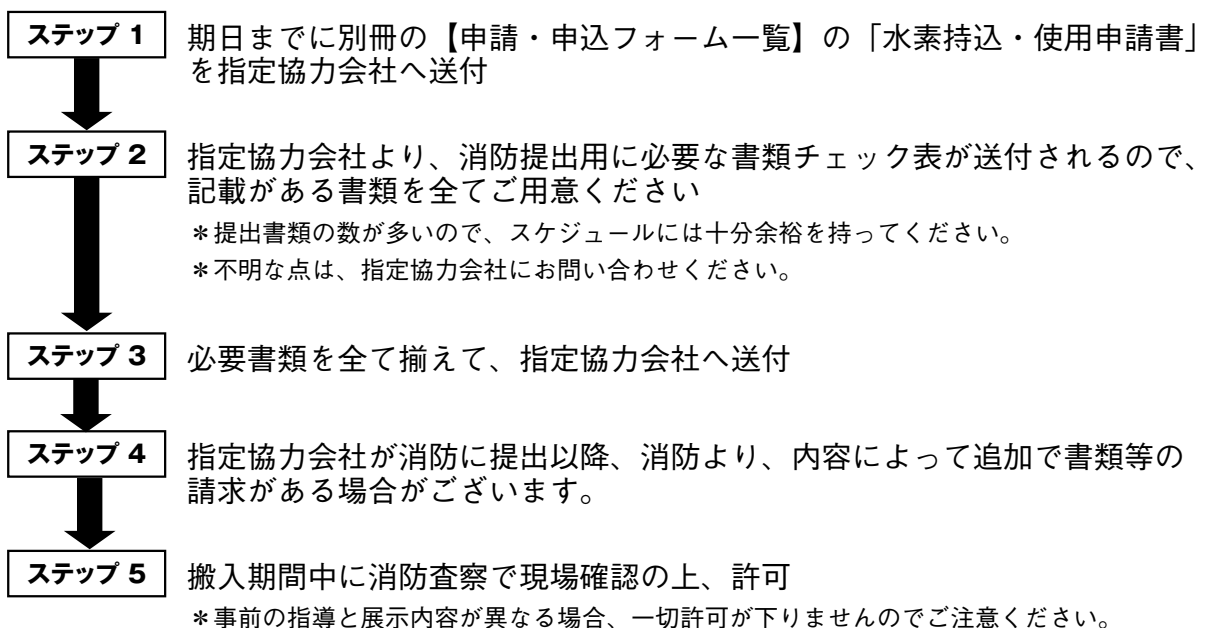 ステップ 1
期日までに別冊の【申請・申込フォーム一覧】の「水素持込・使用申請書」
を指定協力会社へ送付
ステップ 2
指定協力会社より、消防提出用に必要な書類チェック表が送付されるので、
記載がある書類を全てご用意ください
＊提出書類の数が多いので、スケジュールには十分余裕を持ってください。
＊不明な点は、指定協力会社にお問い合わせください。
ステップ 3
必要書類を全て揃えて、指定協力会社へ送付
ステップ 4
指定協力会社が消防に提出以降、消防より、内容によって追加で書類等の
請求がある場合がございます。
ステップ 5
搬入期間中に消防査察で現場確認の上、許可
＊事前の指導と展示内容が異なる場合、一切許可が下りませんのでご注意ください。